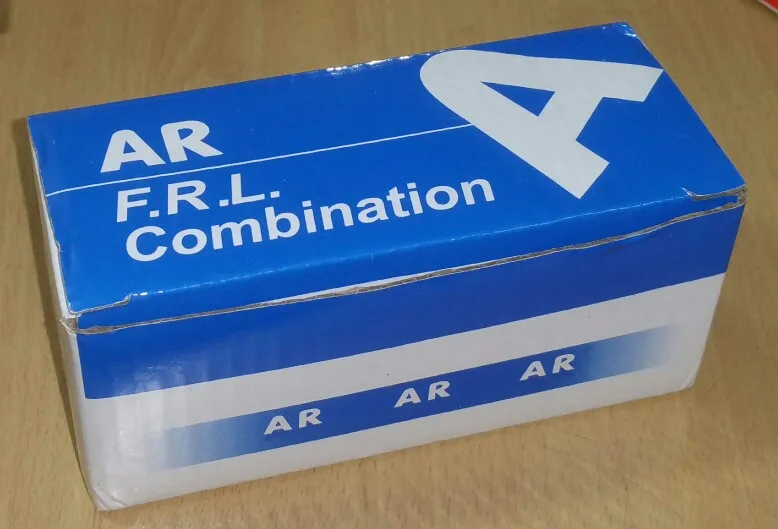 A
AR
F.R.L.
Combination
AR AR AR